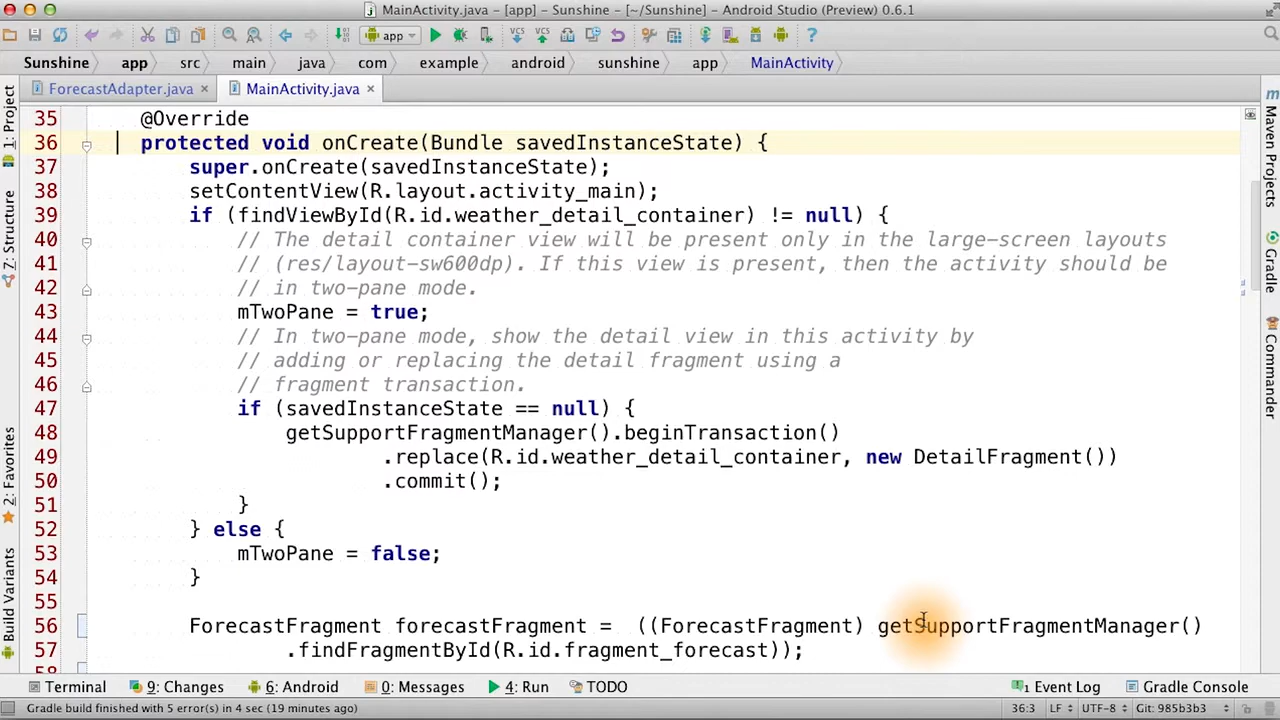 MainActivity.java - [app] - Sunshine - [~/Sunshine] - Android Studio (Preview) 0.6.1
app
Sunshine app src main java com example android sunshine app MainActivity
ForecastAdapter.java MainActivity.java
35 @Override
36 protected void onCreate(Bundle savedInstanceState) {
37 super.onCreate(savedInstanceState);
38 setContentView(R.layout.activity_main);
39 if (findViewById(R.id.weather_detail_container) != null) {
40 // The detail container view will be present only in the large-screen layouts
41 // (res/layout-sw600dp). If this view is present, then the activity should be
42 // in two-pane mode.
43 mTwoPane = true;
44 // In two-pane mode, show the detail view in this activity by
45 // adding or replacing the detail fragment using a
46 // fragment transaction.
47 if (savedInstanceState == null) {
48 getSupportFragmentManager().beginTransaction()
49 .replace(R.id.weather_detail_container, new DetailFragment())
50 .commit();
51 }
52 } else {
53 mTwoPane = false;
54 }
55
56 ForecastFragment forecastFragment = ((ForecastFragment) getSupportFragmentManager()
57 .findFragmentById(R.id.fragment_forecast));
1: Project
7: Structure
2: Favorites
Build Variants
Maven Projects
Gradle
Commander
Terminal 9: Changes 6: Android 0: Messages 4: Run TODO 1 Event Log Gradle Console
Gradle build finished with 5 error(s) in 4 sec (19 minutes ago) 36:3 LF UTF-8 Git: 985b3b3